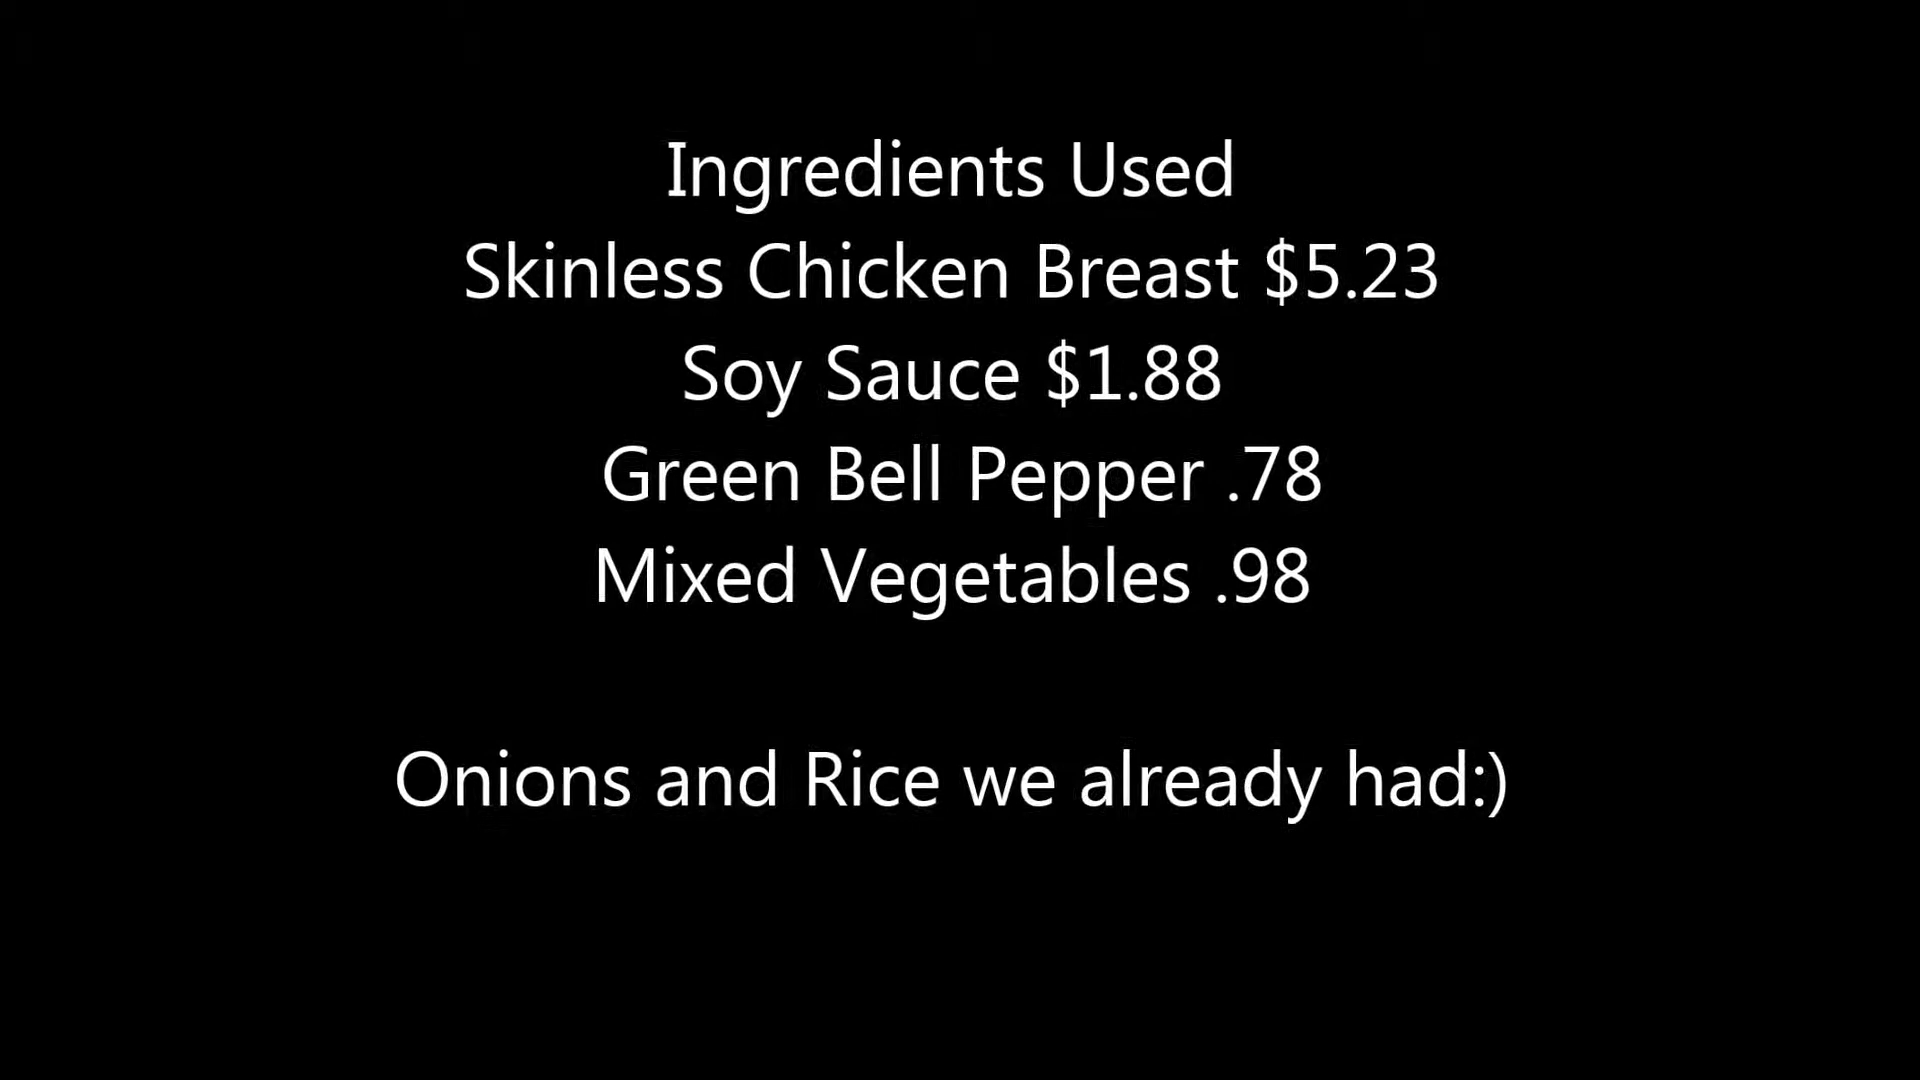 Ingredients Used
Skinless Chicken Breast $5.23
Soy Sauce $1.88
Green Bell Pepper .78
Mixed Vegetables .98
Onions and Rice we already had:)